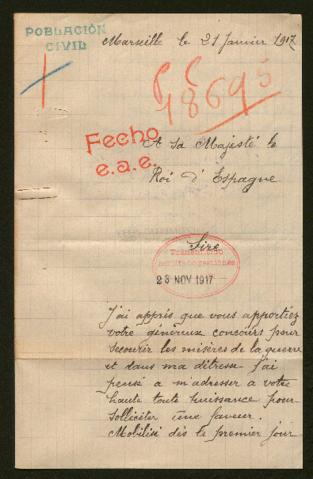 POBLACIÓN
CIVIL
Marseille le 21 Janvier 1917
18695
Fecho
e.a.e.
A Sa Majesté le
Roi d'Espagne
Sire
23 NOV 1917
J'ai appris que vous apportiez
votre généreux concours pour
secourir les misères de la guerre
et dans ma détresse j'ai
pensé a m'adresser a votre
haute toute puissance pour
solliciter une faveur.
Mobilisé dès le premier jour